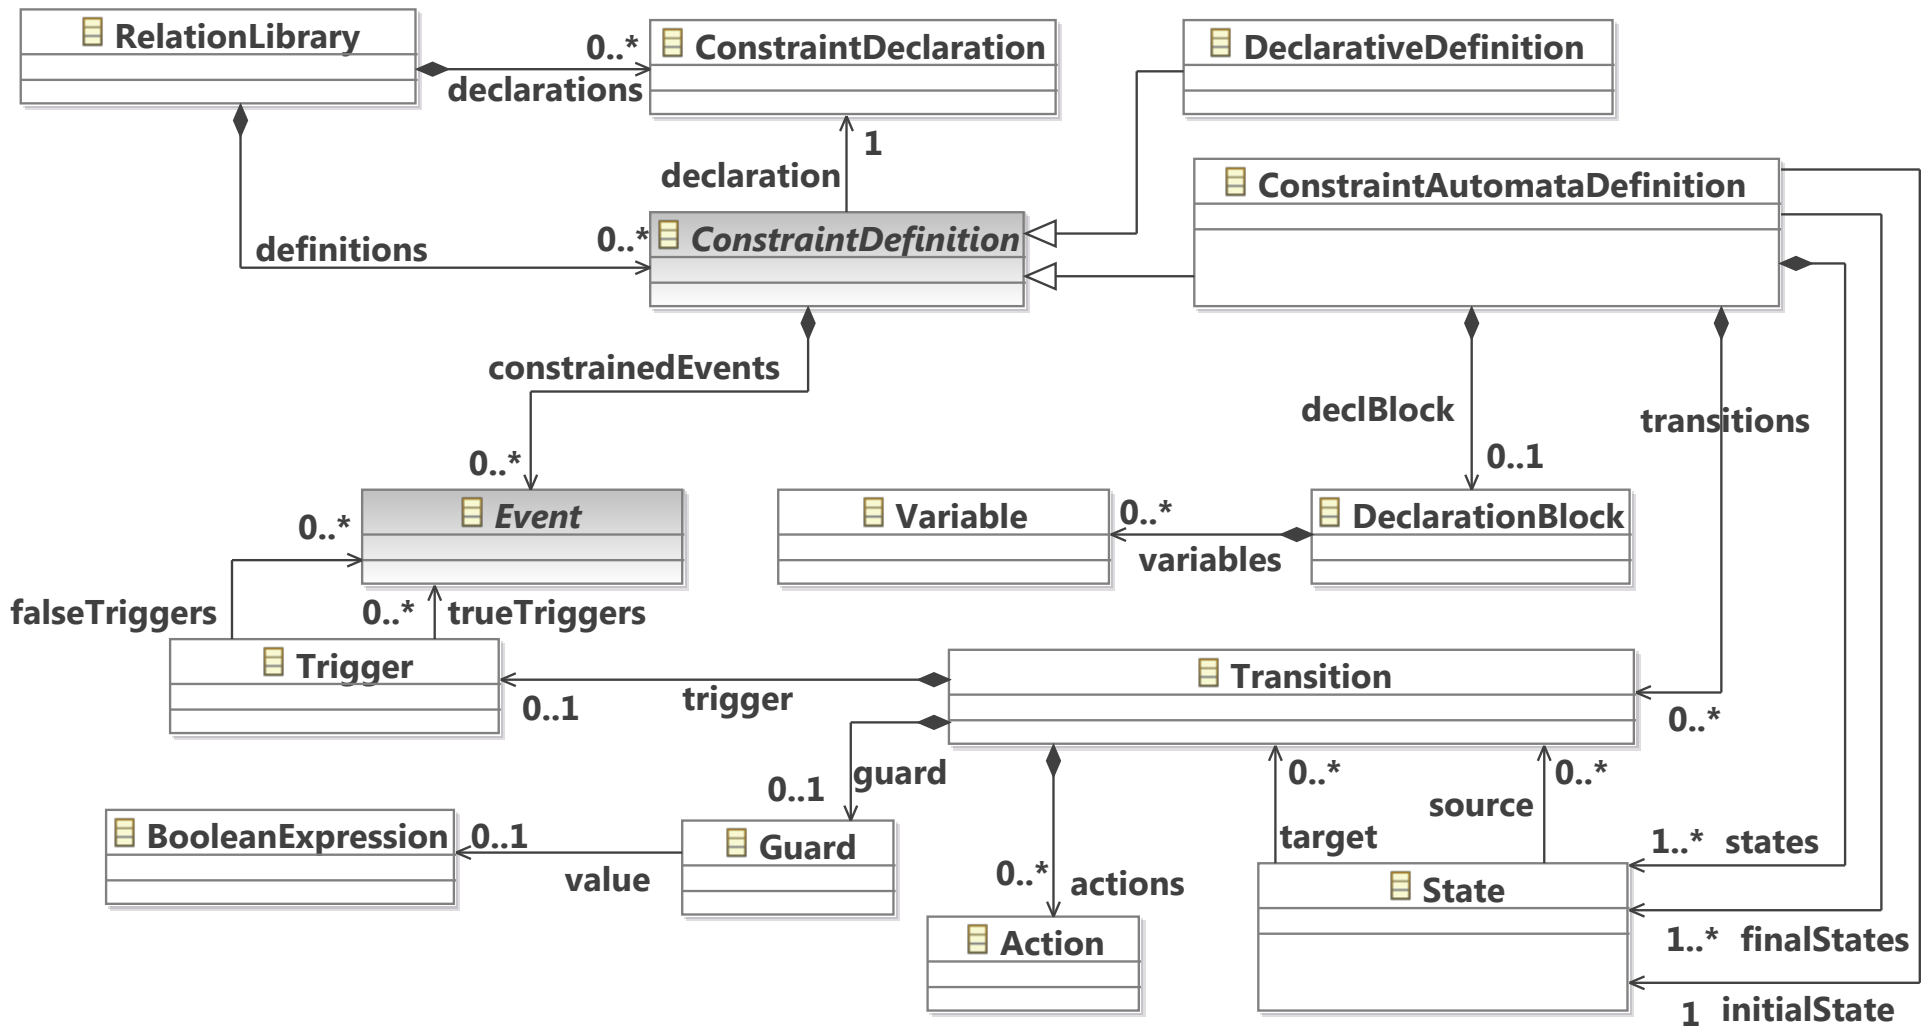 RelationLibrary
0..*
declarations
ConstraintDeclaration
DeclarativeDefinition
1
declaration
ConstraintAutomataDefinition
definitions
0..*
ConstraintDefinition
constrainedEvents
0..*
declBlock
0..1
transitions
Event
0..*
Variable
0..*
variables
DeclarationBlock
falseTriggers
0..*
trueTriggers
Trigger
0..1
trigger
Transition
0..*
guard
0..1
0..*
target
0..*
source
BooleanExpression
0..1
value
Guard
0..*
actions
Action
State
1..* states
1..* finalStates
1 initialState